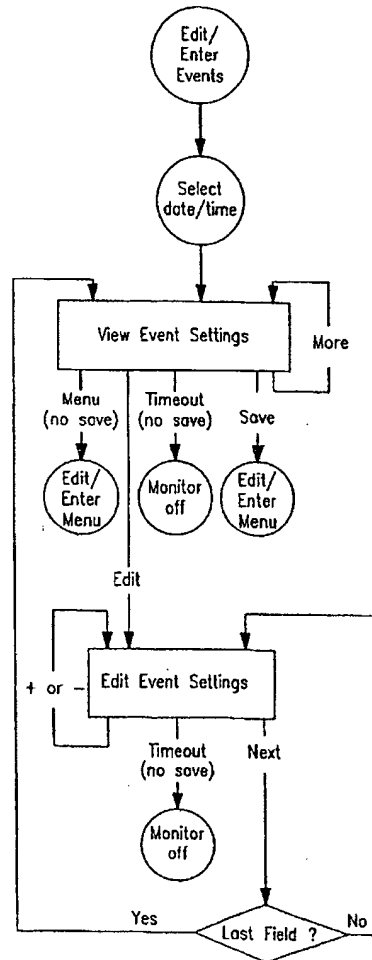 Edit/
Enter
Events
Select
date/time
View Event Settings
More
Menu
(no save)
Timeout
(no save)
Save
Edit/
Enter
Menu
Monitor
off
Edit/
Enter
Menu
Edit
+ or -
Edit Event Settings
Timeout
(no save)
Next
Monitor
off
Yes
Last Field ?
No